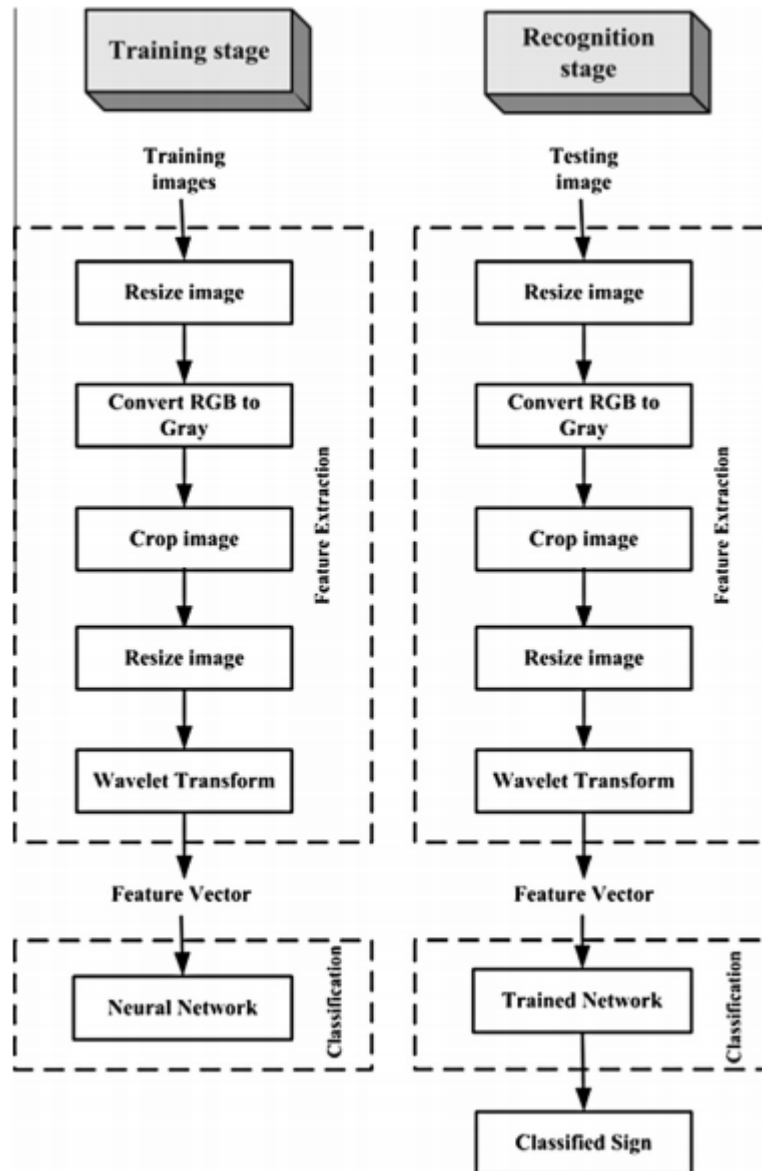 Training stage
Training
images
Resize image
Convert RGB to
Gray
Crop image
Resize image
Wavelet Transform
Feature Extraction
Feature Vector
Neural Network
Classification
Recognition
stage
Testing
image
Resize image
Convert RGB to
Gray
Crop image
Resize image
Wavelet Transform
Feature Extraction
Feature Vector
Trained Network
Classification
Classified Sign